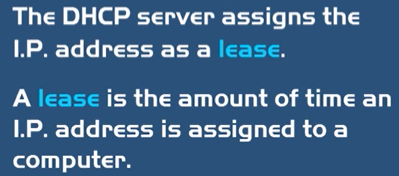 The DHCP server assigns the
I.P. address as a lease.
A lease is the amount of time an
I.P. address is assigned to a
computer.